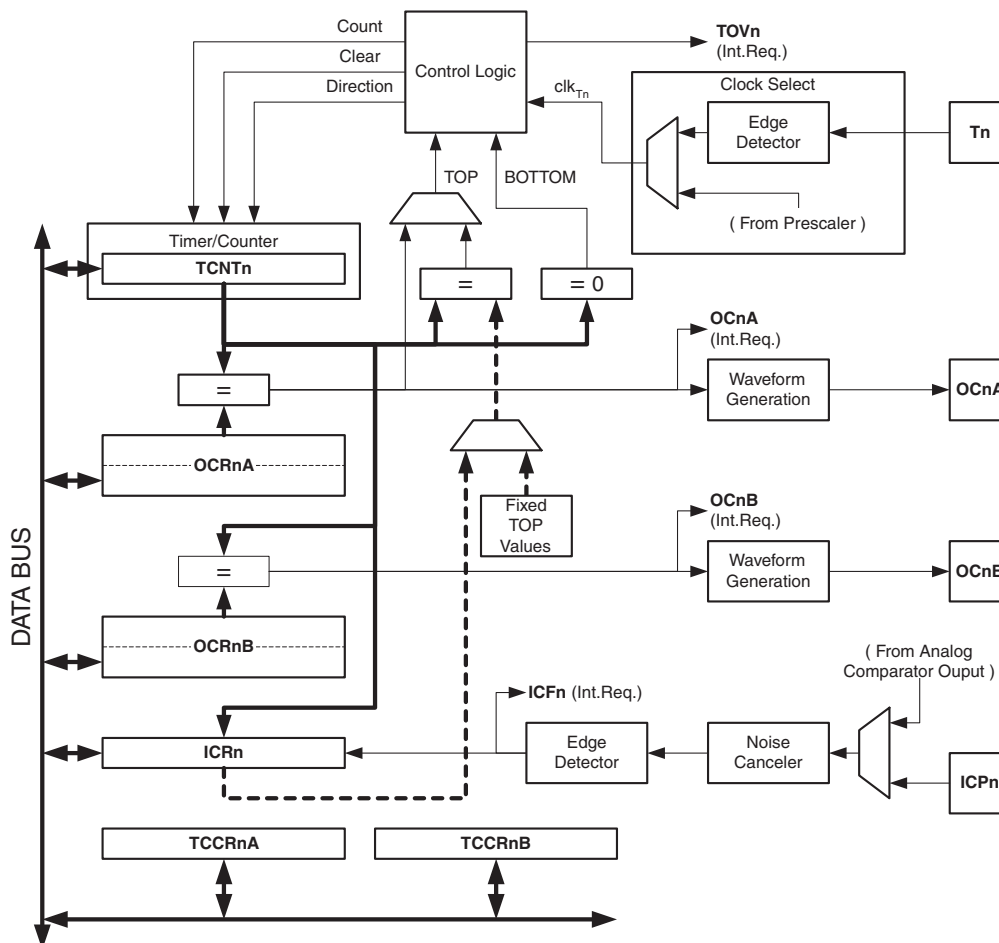 Count
Clear
Direction
Control Logic
TOVn
(Int.Req.)
clkTn
Clock Select
Edge
Detector
Tn
( From Prescaler )
TOP
BOTTOM
Timer/Counter
TCNTn
=
= 0
OCnA
(Int.Req.)
=
Waveform
Generation
OCnA
OCRnA
Fixed
TOP
Values
OCnB
(Int.Req.)
=
Waveform
Generation
OCnB
OCRnB
DATA BUS
( From Analog
Comparator Ouput )
ICFn (Int.Req.)
ICRn
Edge
Detector
Noise
Canceler
ICPn
TCCRnA
TCCRnB